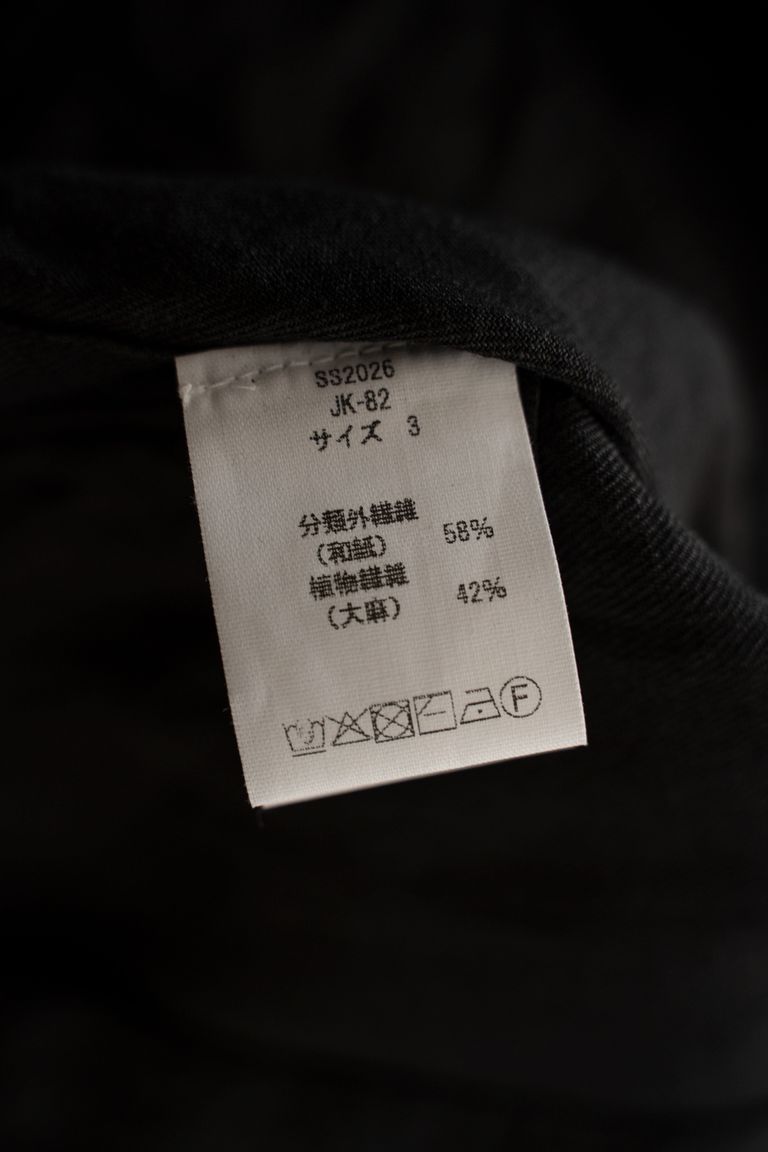 SS2026
JK-82
サイズ 3
分類外繊維
(和紙) 58%
植物繊維
(大麻) 42%
F